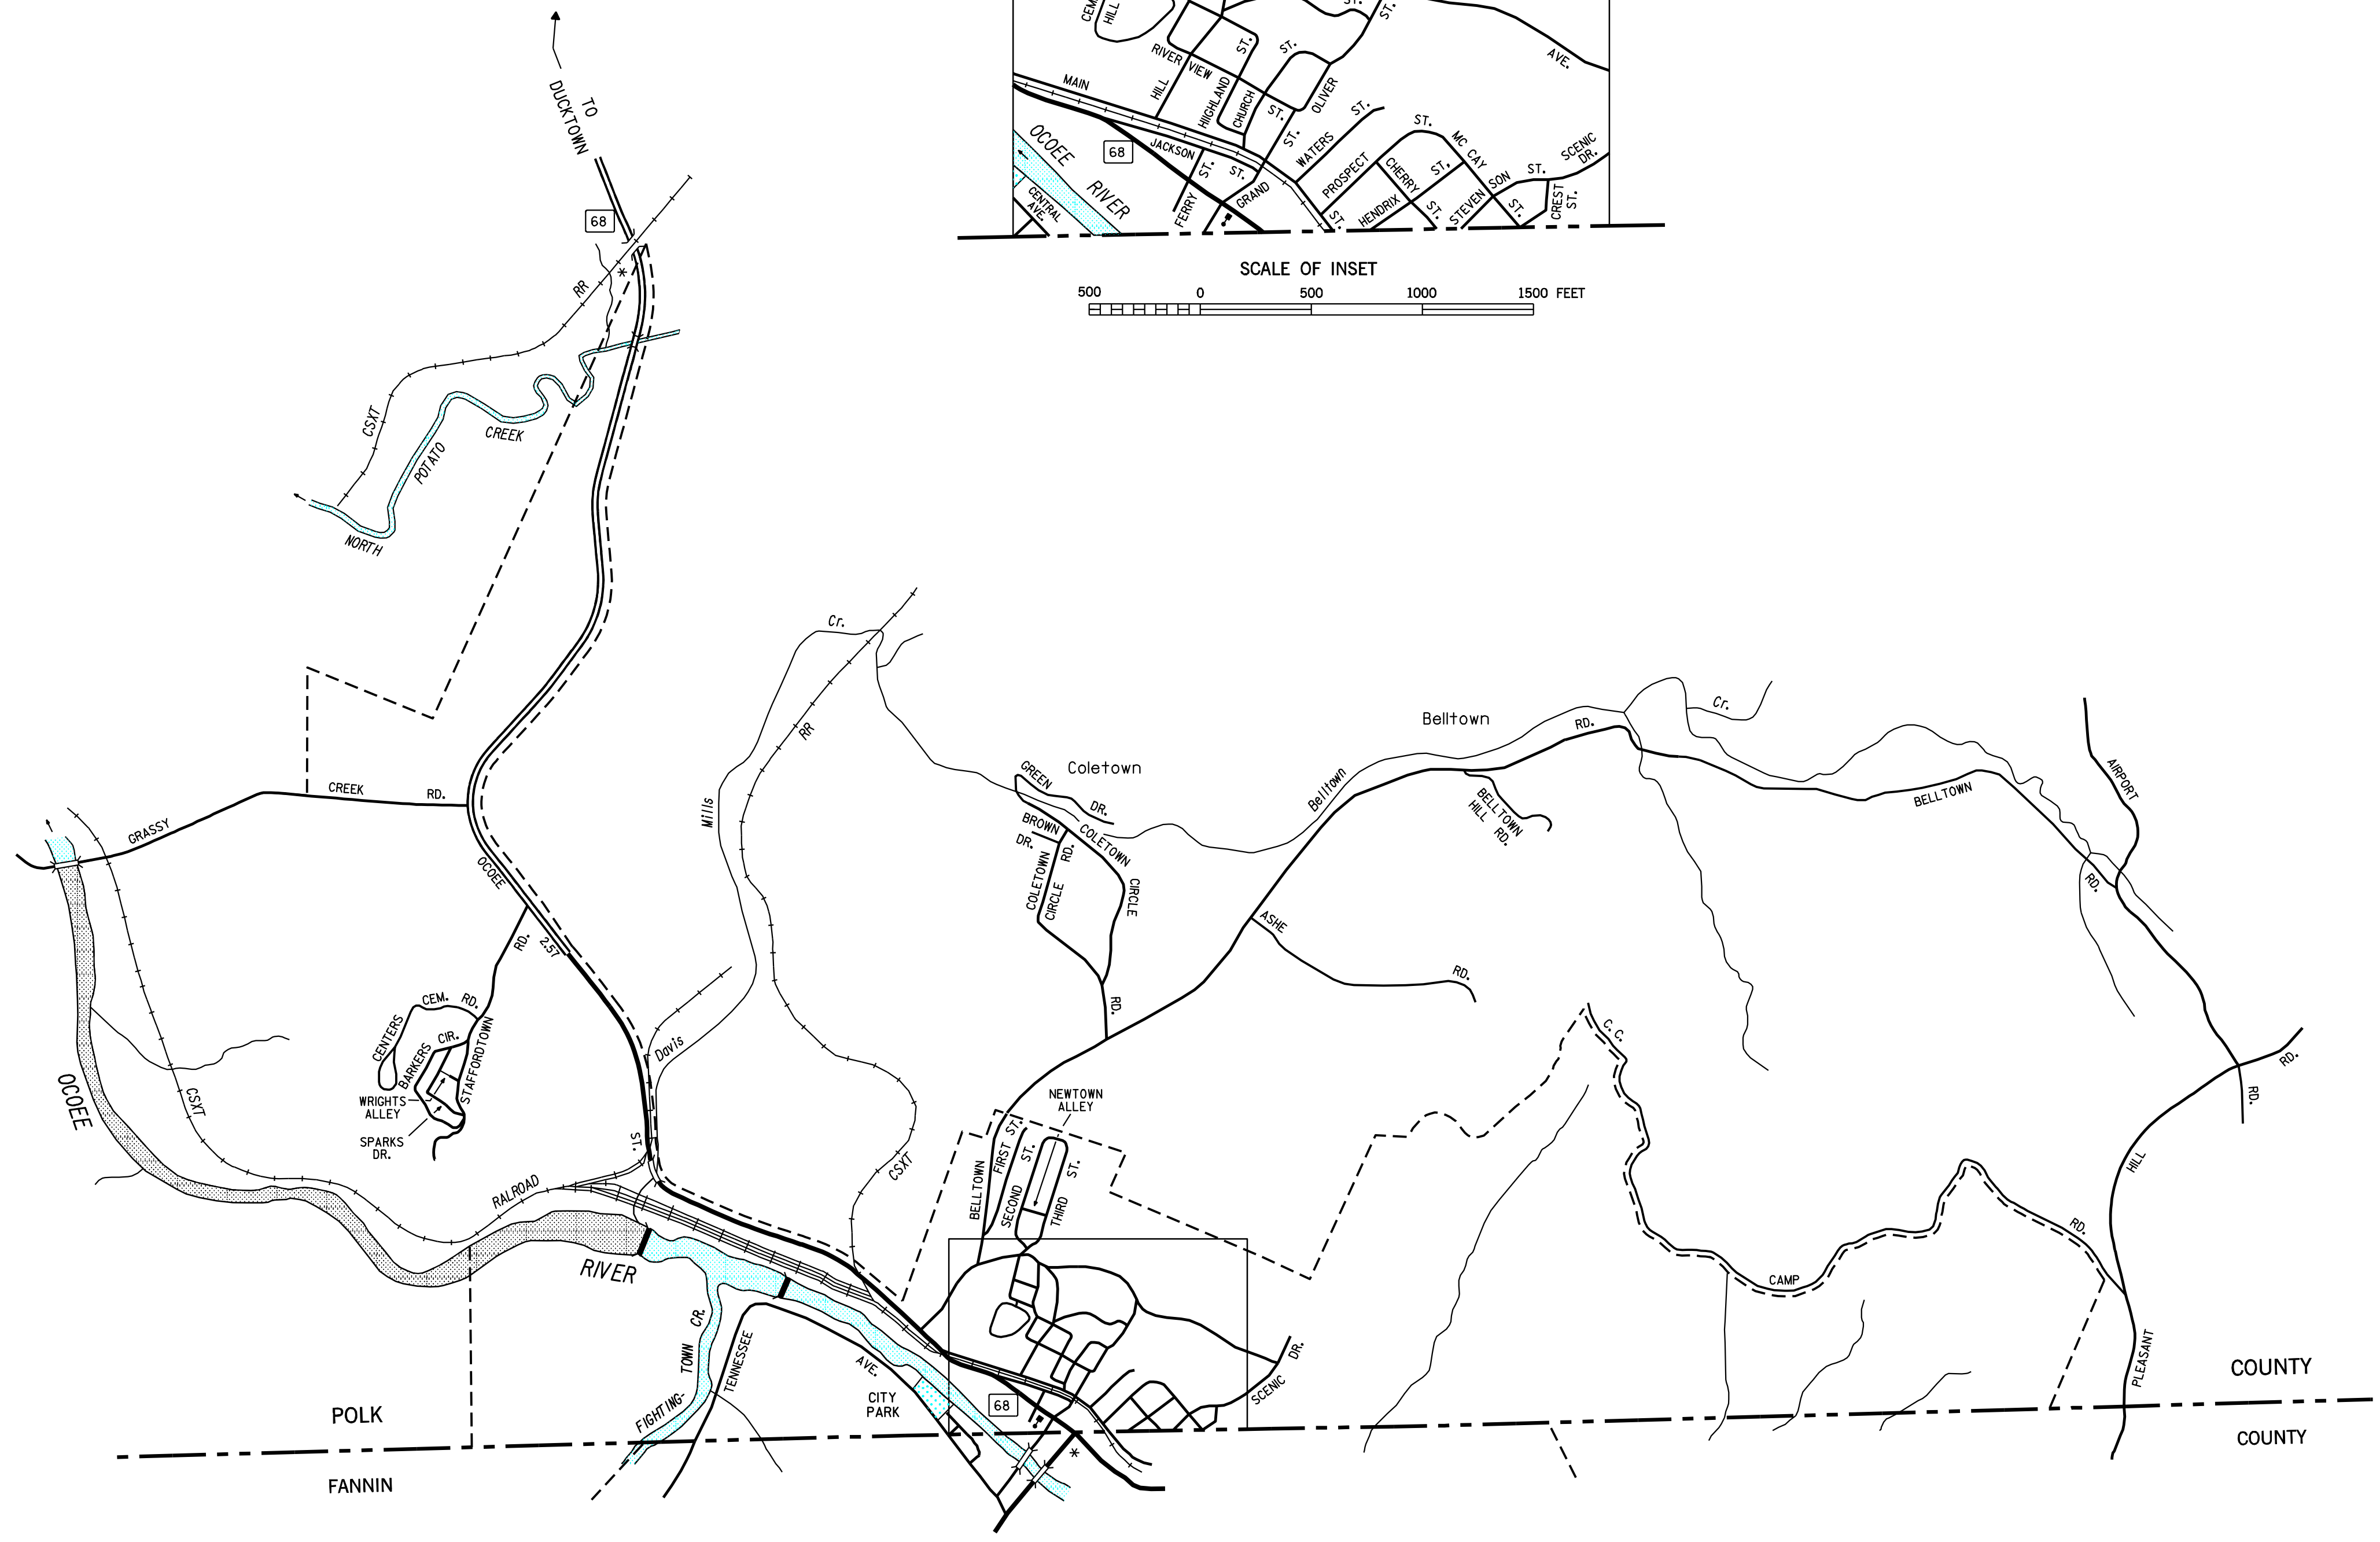 CEM.
HILL
ST.
ST.
AVE.
RIVER VIEW
ST.
ST.
MAIN
HILL
HIIGHLAND
CHURCH
ST.
OLIVER
ST.
WATERS
ST.
OCOEE
RIVER
68
JACKSON
ST.
ST.
FERRY
GRAND
CENTRAL
AVE.
PROSPECT
ST.
ST.
CHERRY
ST.
HENDRIX
ST.
MC CAY
ST.
STEVEN SON
ST.
SCENIC
DR.
CREST
ST.
SCALE OF INSET
500 0 500 1000 1500 FEET
TO
DUCKTOWN
68
*
RR
CSXT
POTATO
CREEK
NORTH
Cr.
RR
Mills
Davis
CSXT
Coletown
GREEN
DR.
BROWN
DR.
RD.
COLETOWN
CIRCLE
COLETOWN
CIRCLE
RD.
Belltown
RD.
Cr.
Belltown
BELLTOWN
HILL RD.
BELLTOWN
RD.
AIRPORT
ASHE
RD.
GRASSY
CREEK
RD.
OCOEE
2.57
RD.
CEM.
RD.
CENTERS
CIR.
BARKERS
STAFFORDTOWN
WRIGHTS
ALLEY
SPARKS
DR.
OCOEE
CSXT
ST.
RALROAD
RIVER
NEWTOWN
ALLEY
BELLTOWN
FIRST
ST.
SECOND
ST.
THIRD
ST.
C. C.
CAMP
RD.
RD.
RD.
HILL
PLEASANT
FIGHTING-
TOWN
CR.
TENNESSEE
AVE.
CITY
PARK
68
*
SCENIC
DR.
POLK
COUNTY
FANNIN
COUNTY